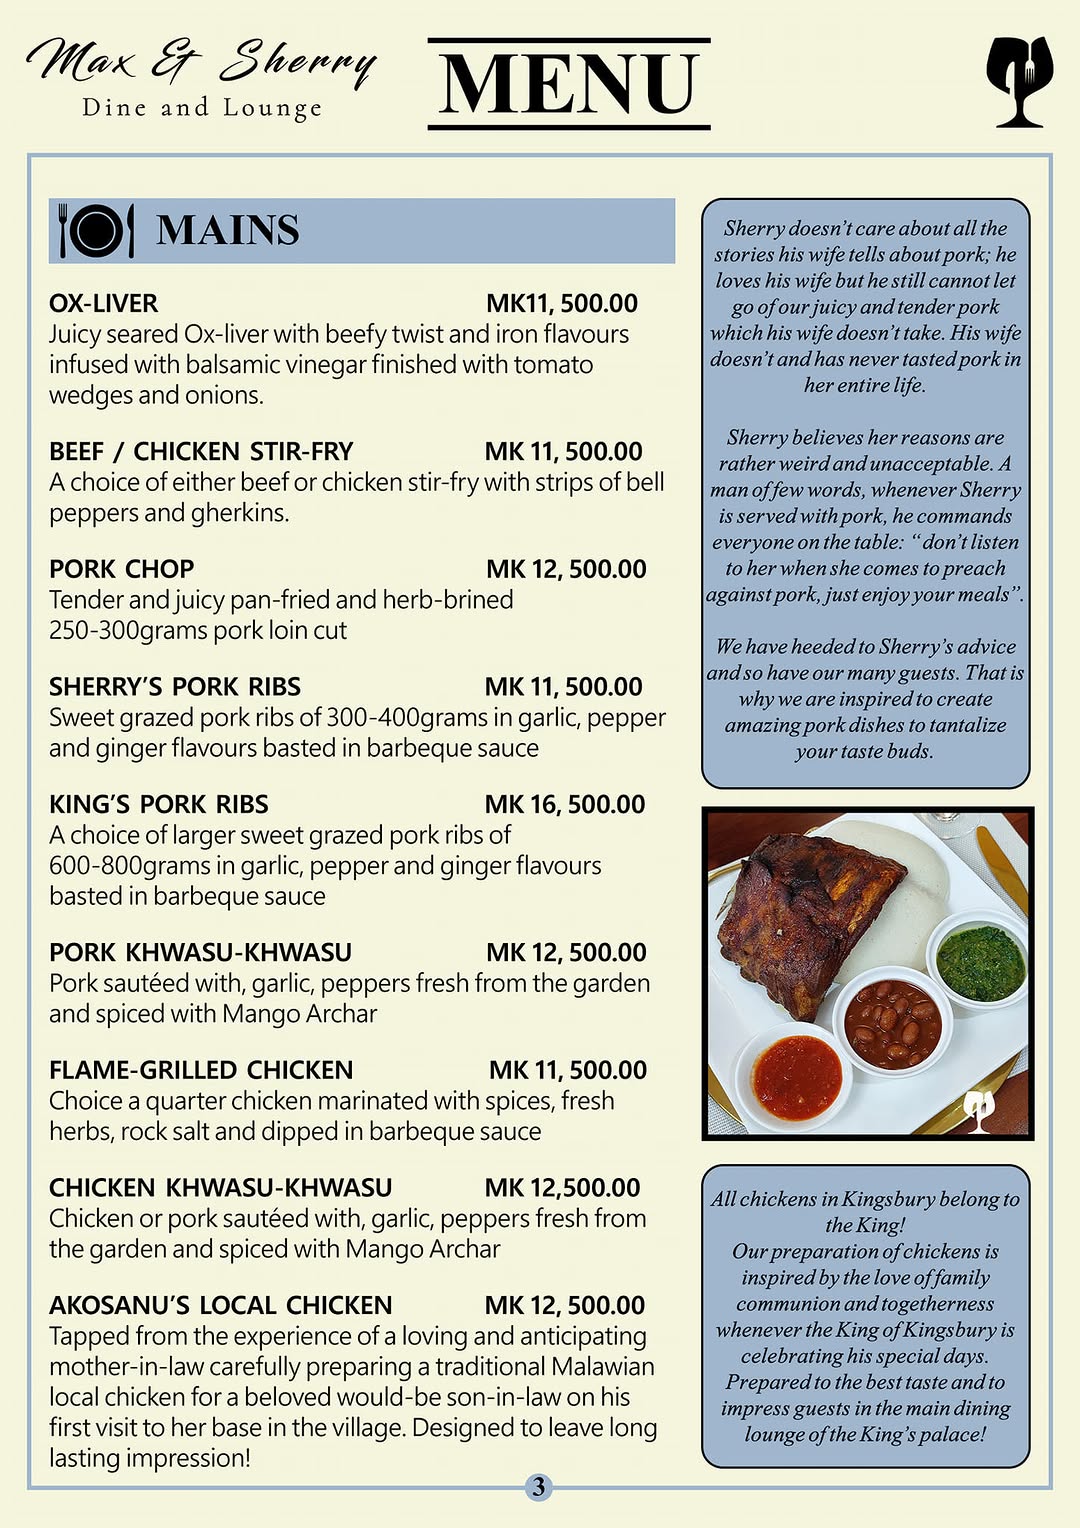 Max & Sherry
Dine and Lounge
MENU
MAINS
OX-LIVER MK11, 500.00
Juicy seared Ox-liver with beefy twist and iron flavours
infused with balsamic vinegar finished with tomato
wedges and onions.
BEEF / CHICKEN STIR-FRY MK 11, 500.00
A choice of either beef or chicken stir-fry with strips of bell
peppers and gherkins.
PORK CHOP MK 12, 500.00
Tender and juicy pan-fried and herb-brined
250-300grams pork loin cut
SHERRY'S PORK RIBS MK 11, 500.00
Sweet grazed pork ribs of 300-400grams in garlic, pepper
and ginger flavours basted in barbeque sauce
KING'S PORK RIBS MK 16, 500.00
A choice of larger sweet grazed pork ribs of
600-800grams in garlic, pepper and ginger flavours
basted in barbeque sauce
PORK KHWASU-KHWASU MK 12, 500.00
Pork sautéed with, garlic, peppers fresh from the garden
and spiced with Mango Archar
FLAME-GRILLED CHICKEN MK 11, 500.00
Choice a quarter chicken marinated with spices, fresh
herbs, rock salt and dipped in barbeque sauce
CHICKEN KHWASU-KHWASU MK 12,500.00
Chicken or pork sautéed with, garlic, peppers fresh from
the garden and spiced with Mango Archar
AKOSANU'S LOCAL CHICKEN MK 12, 500.00
Tapped from the experience of a loving and anticipating
mother-in-law carefully preparing a traditional Malawian
local chicken for a beloved would-be son-in-law on his
first visit to her base in the village. Designed to leave long
lasting impression!
Sherry doesn't care about all the
stories his wife tells about pork; he
loves his wife but he still cannot let
go of our juicy and tender pork
which his wife doesn't take. His wife
doesn't and has never tasted pork in
her entire life.
Sherry believes her reasons are
rather weird and unacceptable. A
man of few words, whenever Sherry
is served with pork, he commands
everyone on the table: “ don't listen
to her when she comes to preach
against pork, just enjoy your meals”.
We have heeded to Sherry's advice
and so have our many guests. That is
why we are inspired to create
amazing pork dishes to tantalize
your taste buds.
All chickens in Kingsbury belong to
the King!
Our preparation of chickens is
inspired by the love of family
communion and togetherness
whenever the King of Kingsbury is
celebrating his special days.
Prepared to the best taste and to
impress guests in the main dining
lounge of the King's palace!
3